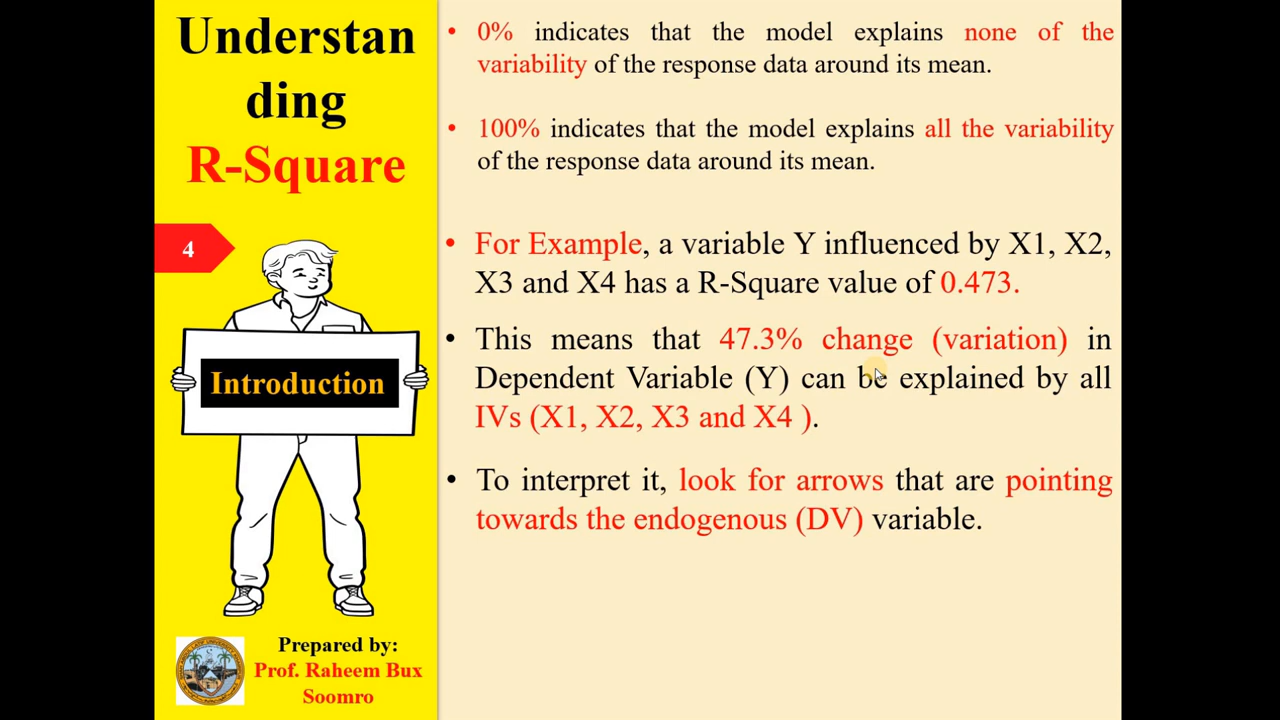 Understan
ding
R-Square
4
Introduction
Prepared by:
Prof. Raheem Bux
Soomro
• 0% indicates that the model explains none of the
variability of the response data around its mean.
• 100% indicates that the model explains all the variability
of the response data around its mean.
• For Example, a variable Y influenced by X1, X2,
X3 and X4 has a R-Square value of 0.473.
• This means that 47.3% change (variation) in
Dependent Variable (Y) can be explained by all
IVs (X1, X2, X3 and X4 ).
• To interpret it, look for arrows that are pointing
towards the endogenous (DV) variable.